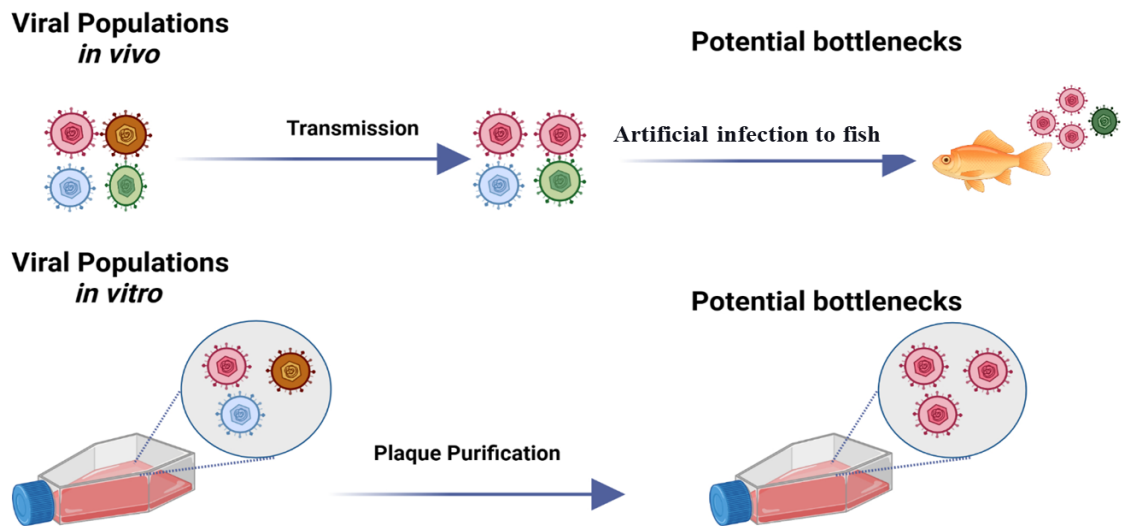 Viral Populations
in vivo
Potential bottlenecks
Transmission
Artificial infection to fish
Viral Populations
in vitro
Potential bottlenecks
Plaque Purification